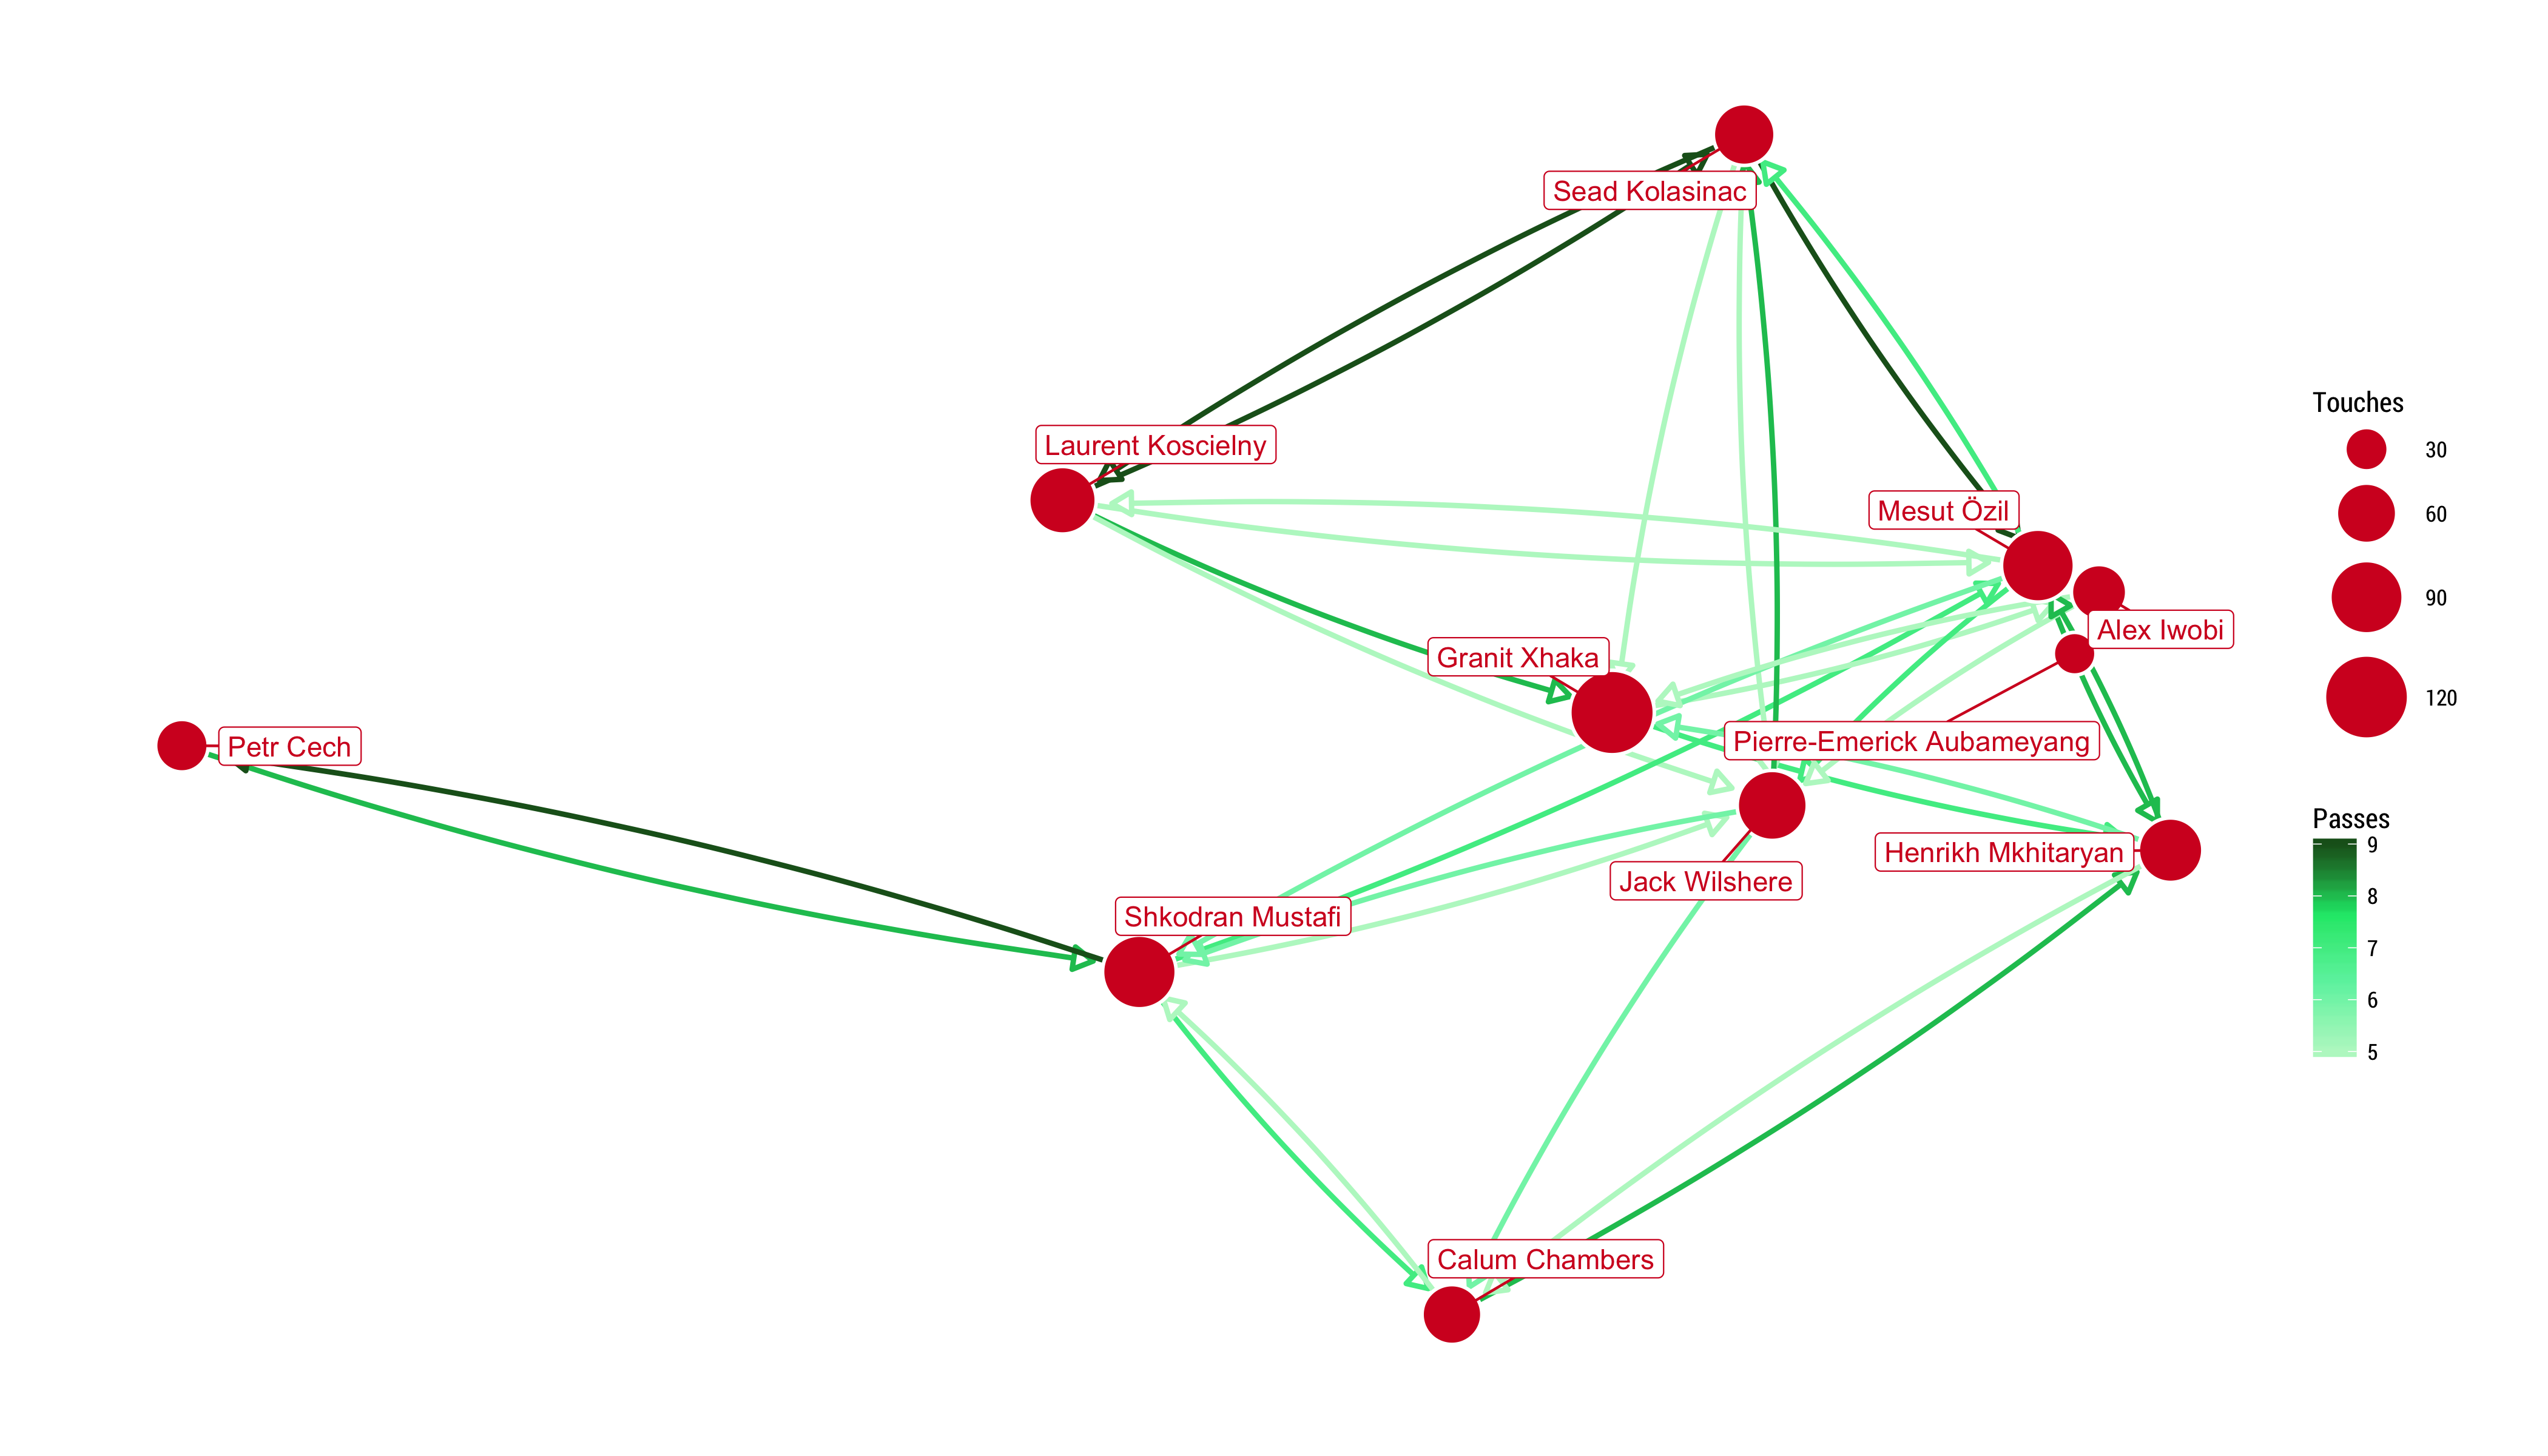 Sead Kolasinac
Laurent Koscielny
Mesut Özil
Alex Iwobi
Granit Xhaka
Pierre-Emerick Aubameyang
Petr Cech
Henrikh Mkhitaryan
Jack Wilshere
Shkodran Mustafi
Calum Chambers
Touches
30
60
90
120
Passes
9
8
7
6
5